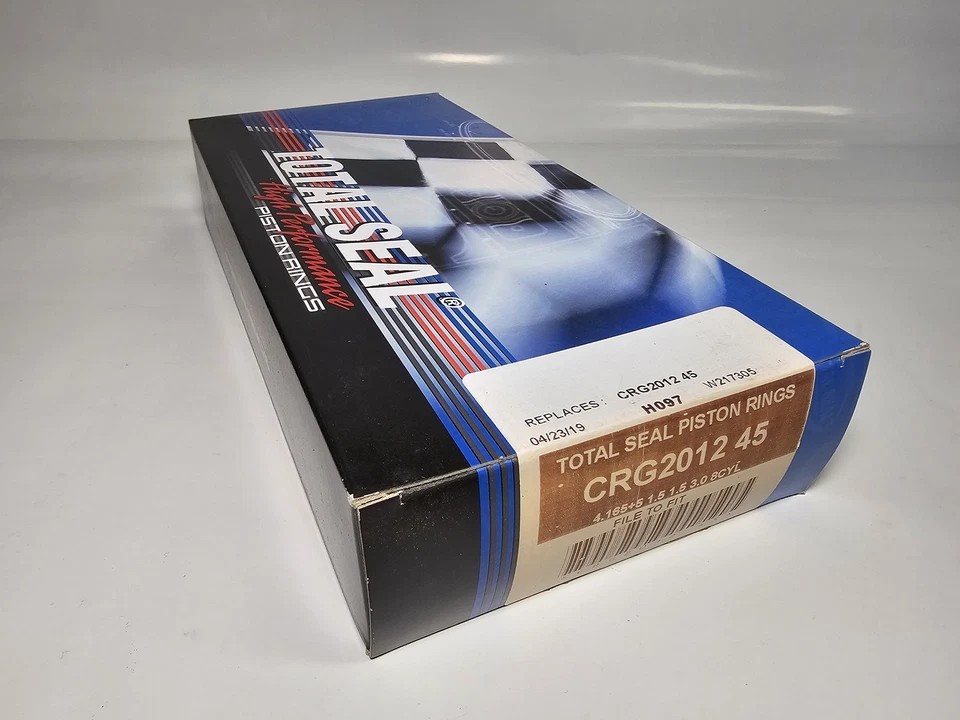 TOTAL SEAL®
High Performance
PISTON RINGS
REPLACES: CRG2012 45 W217305
04/23/19 H097
TOTAL SEAL PISTON RINGS
CRG2012 45
4.165+5 1.5 1.5 3.0 8CYL
FILE TO FIT